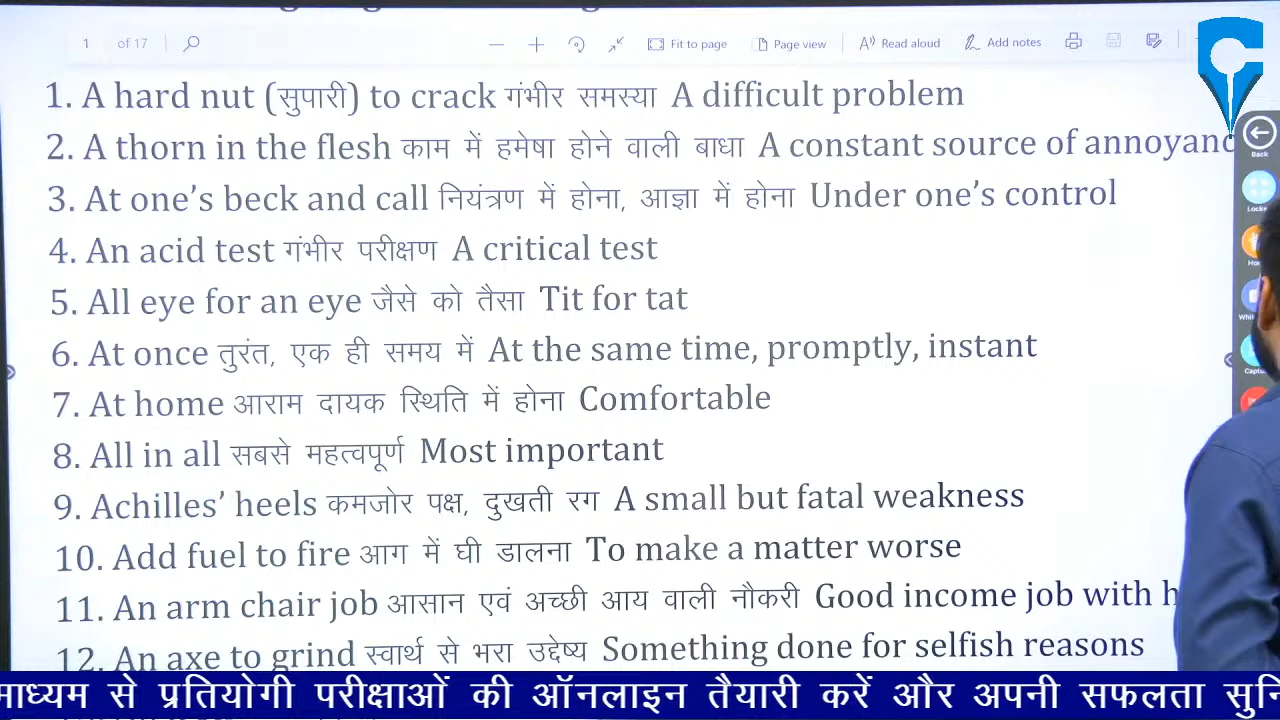 1 of 17 Fit to page Page view Read aloud Add notes
1. A hard nut (सुपारी) to crack गंभीर समस्या A difficult problem
2. A thorn in the flesh काम में हमेषा होने वाली बाधा A constant source of annoyanc
Back
3. At one's beck and call नियंत्रण में होना, आज्ञा में होना Under one's control
4. An acid test गंभीर परीक्षण A critical test
5. All eye for an eye जैसे को तैसा Tit for tat
6. At once तुरंत, एक ही समय में At the same time, promptly, instant
7. At home आराम दायक स्थिति में होना Comfortable
8. All in all सबसे महत्वपूर्ण Most important
9. Achilles' heels कमजोर पक्ष, दुखती रग A small but fatal weakness
10. Add fuel to fire आग में घी डालना To make a matter worse
11. An arm chair job आसान एवं अच्छी आय वाली नौकरी Good income job with h
12. An axe to grind स्वार्थ से भरा उद्देष्य Something done for selfish reasons
माध्यम से प्रतियोगी परीक्षाओं की ऑनलाइन तैयारी करें और अपनी सफलता सुनि